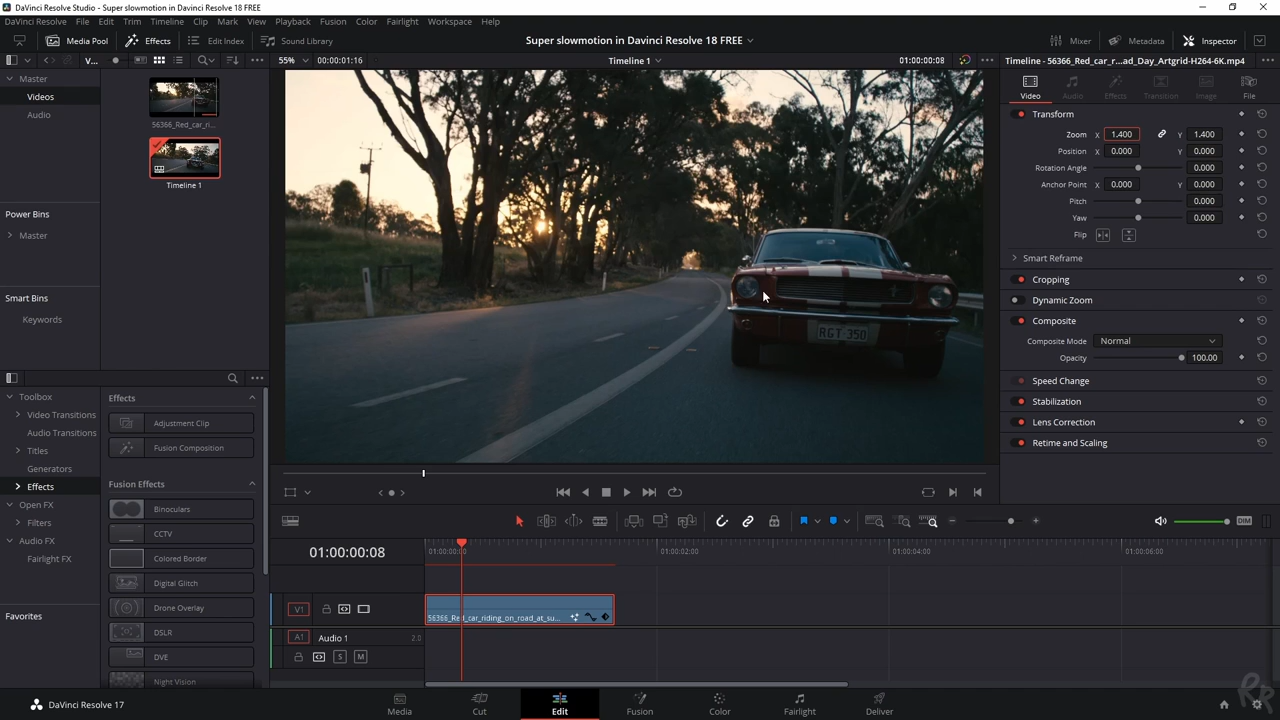 DaVinci Resolve Studio - Super slowmotion in Davinci Resolve 18 FREE
DaVinci Resolve File Edit Trim Timeline Clip Mark View Playback Fusion Color Fairlight Workspace Help
Media Pool Effects Edit Index Sound Library Super slowmotion in Davinci Resolve 18 FREE Mixer Metadata Inspector
V... 55% 00:00:01:16 Timeline 1 01:00:00:08 Timeline - 56366_Red_car_r...ad_Day_Artgrid-H264-6K.mp4
Master
Videos
Audio
56366_Red_car_ri...
Timeline 1
Power Bins
Master
Smart Bins
Keywords
RGT-350
Video Audio Effects Transition Image File
Transform
Zoom X 1.400 Y 1.400
Position X 0.000 Y 0.000
Rotation Angle 0.000
Anchor Point X 0.000 Y 0.000
Pitch 0.000
Yaw 0.000
Flip
Smart Reframe
Cropping
Dynamic Zoom
Composite
Composite Mode Normal
Opacity 100.00
Speed Change
Stabilization
Lens Correction
Retime and Scaling
Toolbox
Video Transitions
Audio Transitions
Titles
Generators
Effects
Open FX
Filters
Audio FX
Fairlight FX
Favorites
Effects
Adjustment Clip
Fusion Composition
Fusion Effects
Binoculars
CCTV
Colored Border
Digital Glitch
Drone Overlay
DSLR
DVE
Night Vision
DIM
01:00:00:08
01:00:00:00 01:00:02:00 01:00:04:00 01:00:06:00
V1
56366_Red_car_riding_on_road_at_su...
A1 Audio 1 2.0
S M
DaVinci Resolve 17
Media Cut Edit Fusion Color Fairlight Deliver
RR